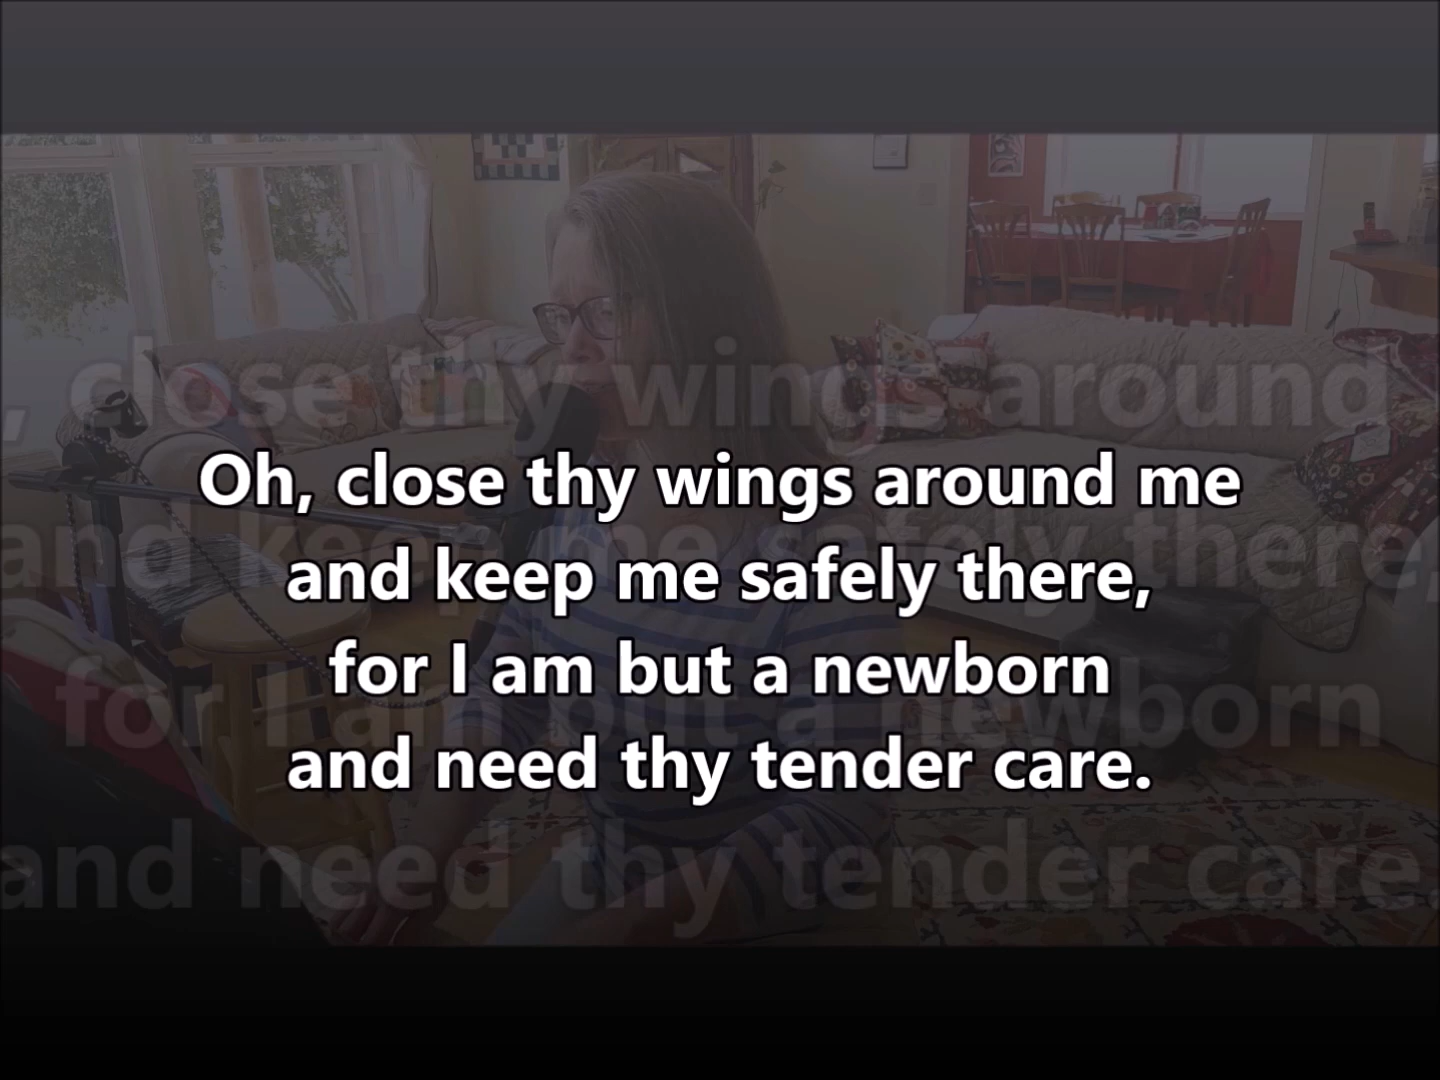 Oh, close thy wings around me
and keep me safely there,
for I am but a newborn
and need thy tender care.